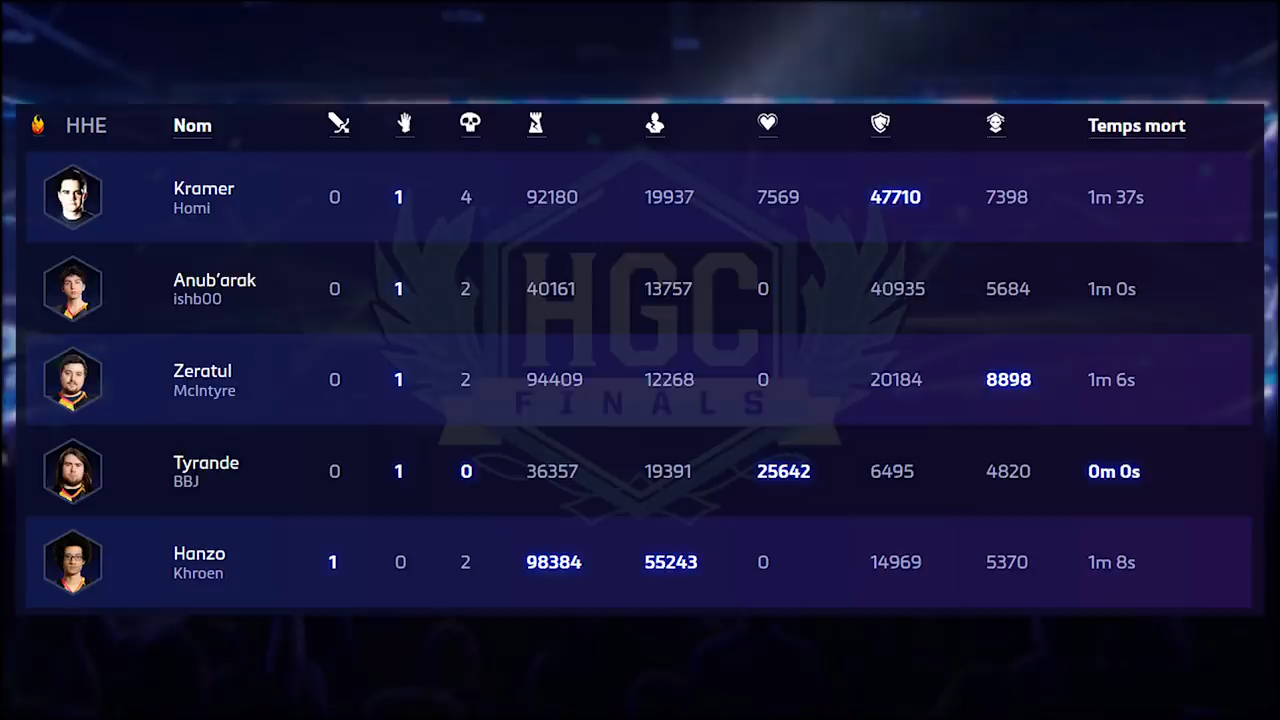 HHE Nom Temps mort
Kramer
Homi
0 1 4 92180 19937 7569 47710 7398 1m 37s
Anub'arak
ishb00
0 1 2 40161 13757 0 40935 5684 1m 0s
Zeratul
McIntyre
0 1 2 94409 12268 0 20184 8898 1m 6s
Tyrande
BBJ
0 1 0 36357 19391 25642 6495 4820 0m 0s
Hanzo
Khroen
1 0 2 98384 55243 0 14969 5370 1m 8s
HGC
FINALS